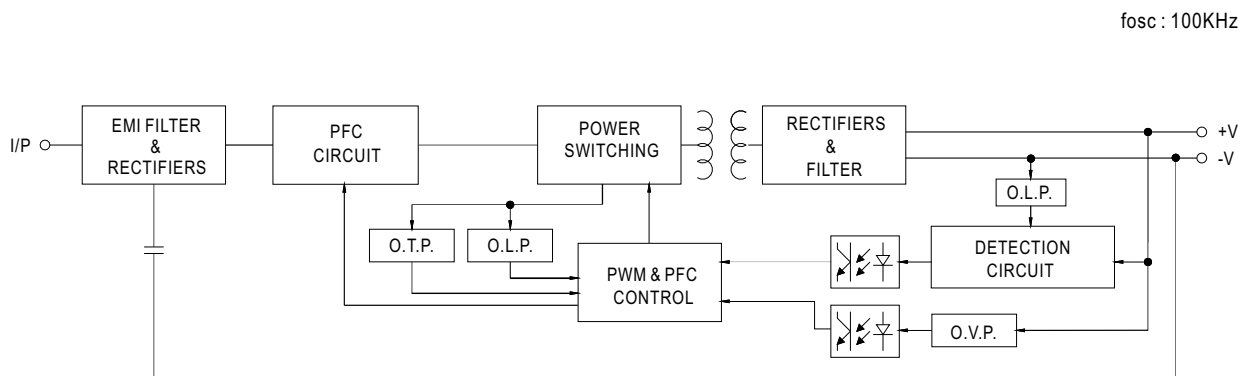 fosc : 100KHz
I/P
EMI FILTER
&
RECTIFIERS
PFC
CIRCUIT
POWER
SWITCHING
RECTIFIERS
&
FILTER
+V
-V
O.L.P.
O.T.P.
O.L.P.
PWM & PFC
CONTROL
DETECTION
CIRCUIT
O.V.P.